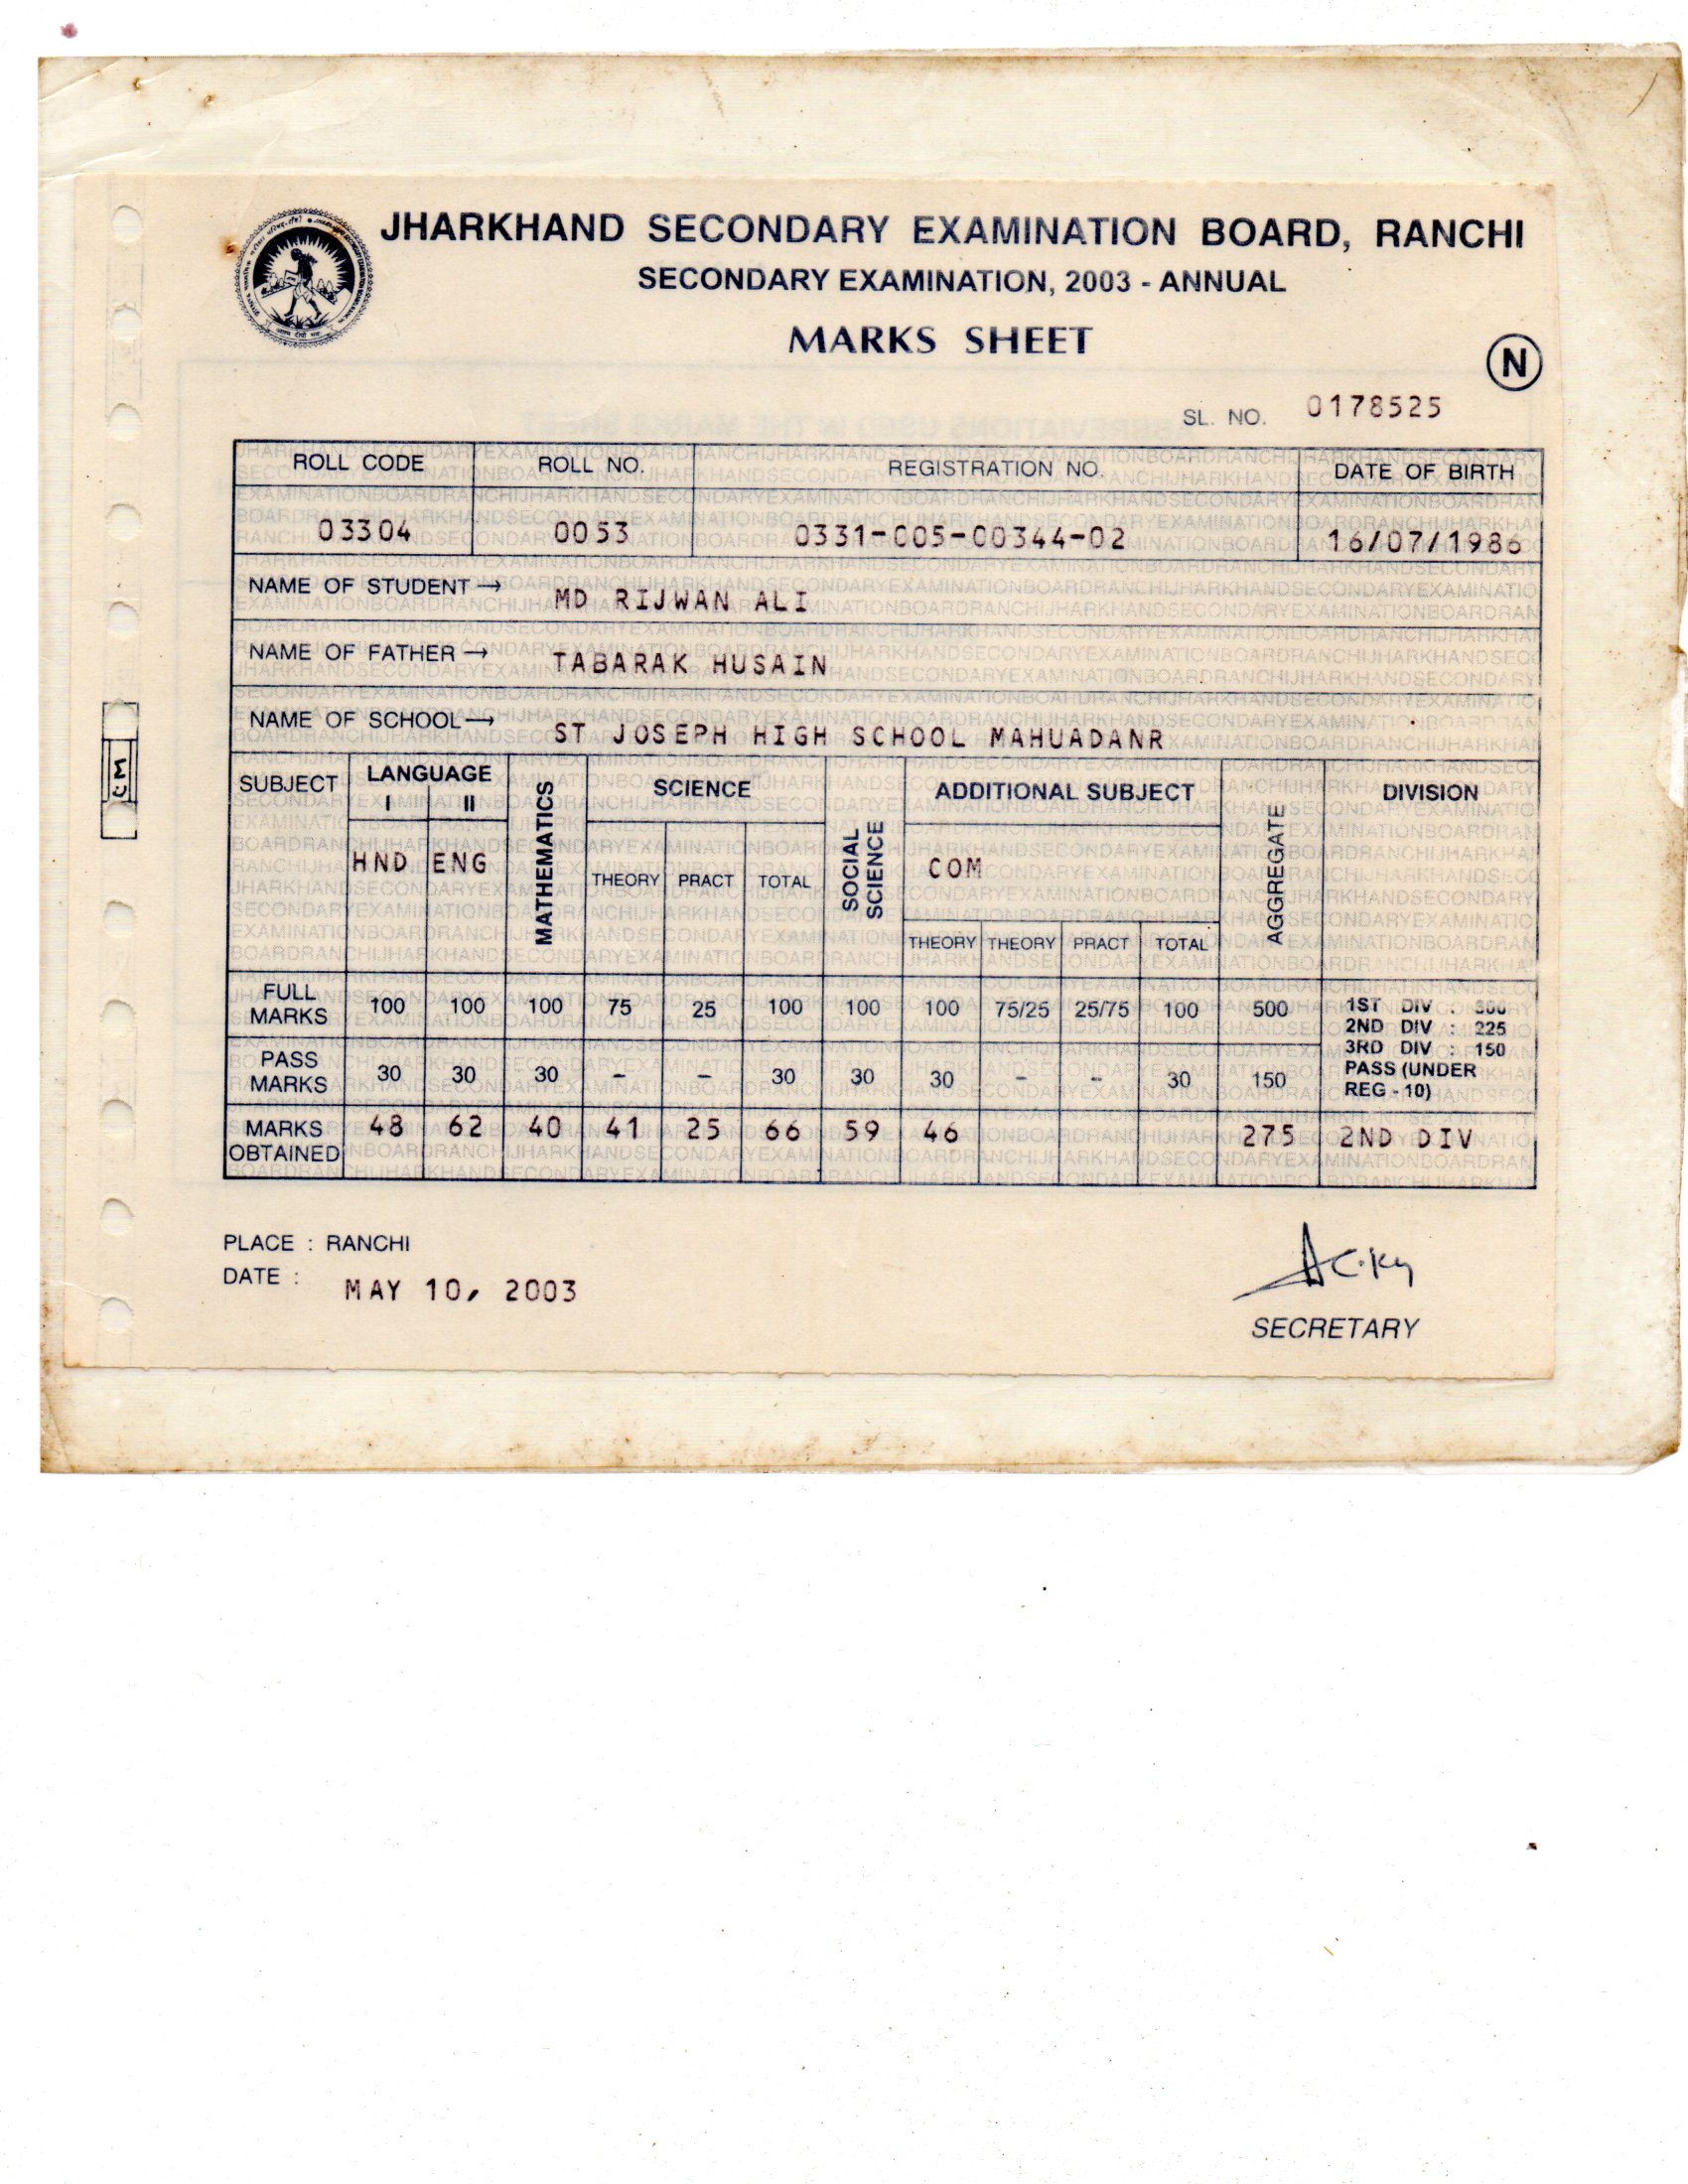 JHARKHAND SECONDARY EXAMINATION BOARD, RANCHI
SECONDARY EXAMINATION, 2003 - ANNUAL
MARKS SHEET
N
SL. NO. 0178525
ROLL CODE ROLL NO. REGISTRATION NO. DATE OF BIRTH
03304 0053 0331-005-00344-02 16/07/1986
NAME OF STUDENT → MD RIJWAN ALI
NAME OF FATHER → TABARAK HUSAIN
NAME OF SCHOOL → ST JOSEPH HIGH SCHOOL MAHUADANR
SUBJECT LANGUAGE MATHEMATICS SCIENCE SOCIAL SCIENCE ADDITIONAL SUBJECT AGGREGATE DIVISION
I II
HND ENG THEORY PRACT TOTAL COM
THEORY THEORY PRACT TOTAL
FULL MARKS 100 100 100 75 25 100 100 100 75/25 25/75 100 500 1ST DIV : 300
2ND DIV : 225
3RD DIV : 150
PASS MARKS 30 30 30 – – 30 30 30 – – 30 150 PASS (UNDER
REG - 10)
MARKS OBTAINED 48 62 40 41 25 66 59 46 275 2ND DIV
PLACE : RANCHI
DATE : MAY 10, 2003
SECRETARY